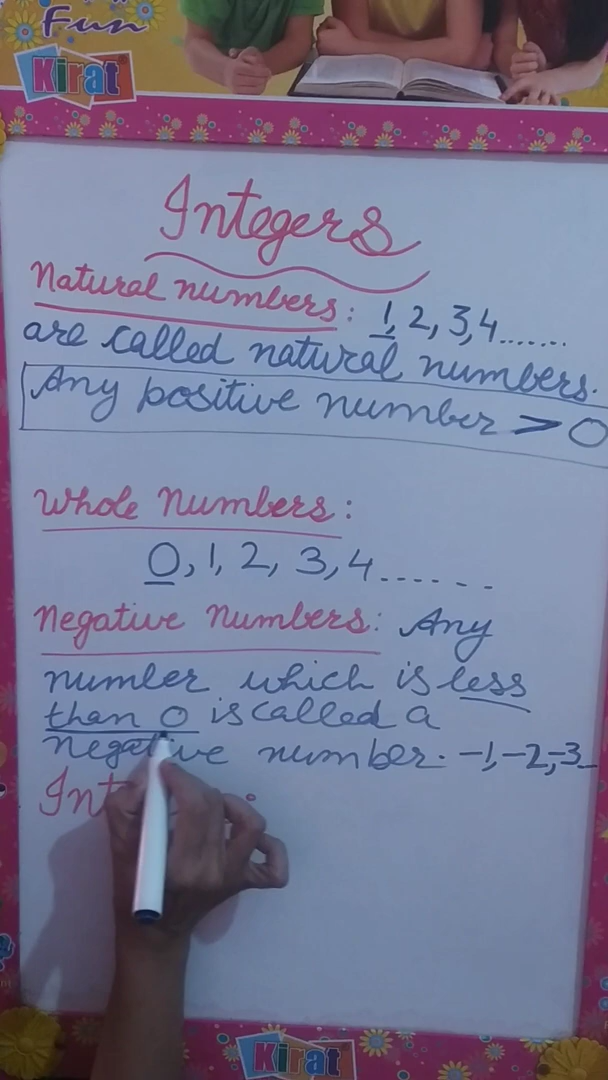 Fun
Kirat
Integers
Natural numbers: 1, 2, 3, 4.......
are called natural numbers.
Any positive number > 0
Whole Numbers:
0, 1, 2, 3, 4.......
Negative Numbers: Any
number which is less
than 0 is called a
negative number. -1, -2, -3_
Int
Kirat